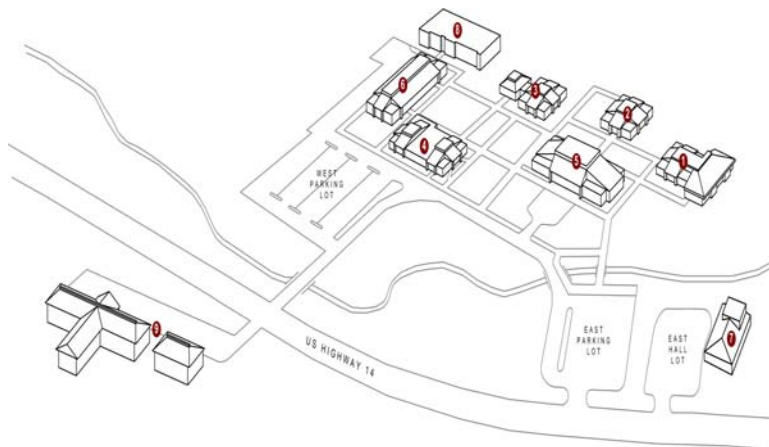 8
6
3
2
4
5
1
WEST
PARKING
LOT
9
US HIGHWAY 14
EAST
PARKING
LOT
EAST
HALL
LOT
7